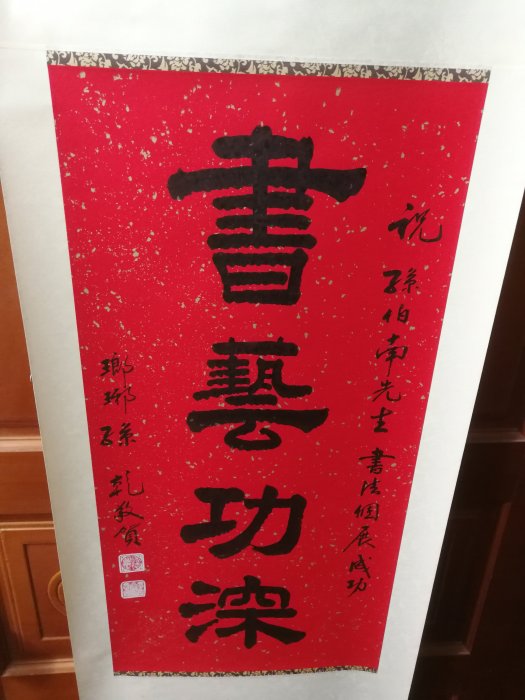 祝孫伯南先生書法個展成功
書藝功深
瑯琊孫乾敬賀